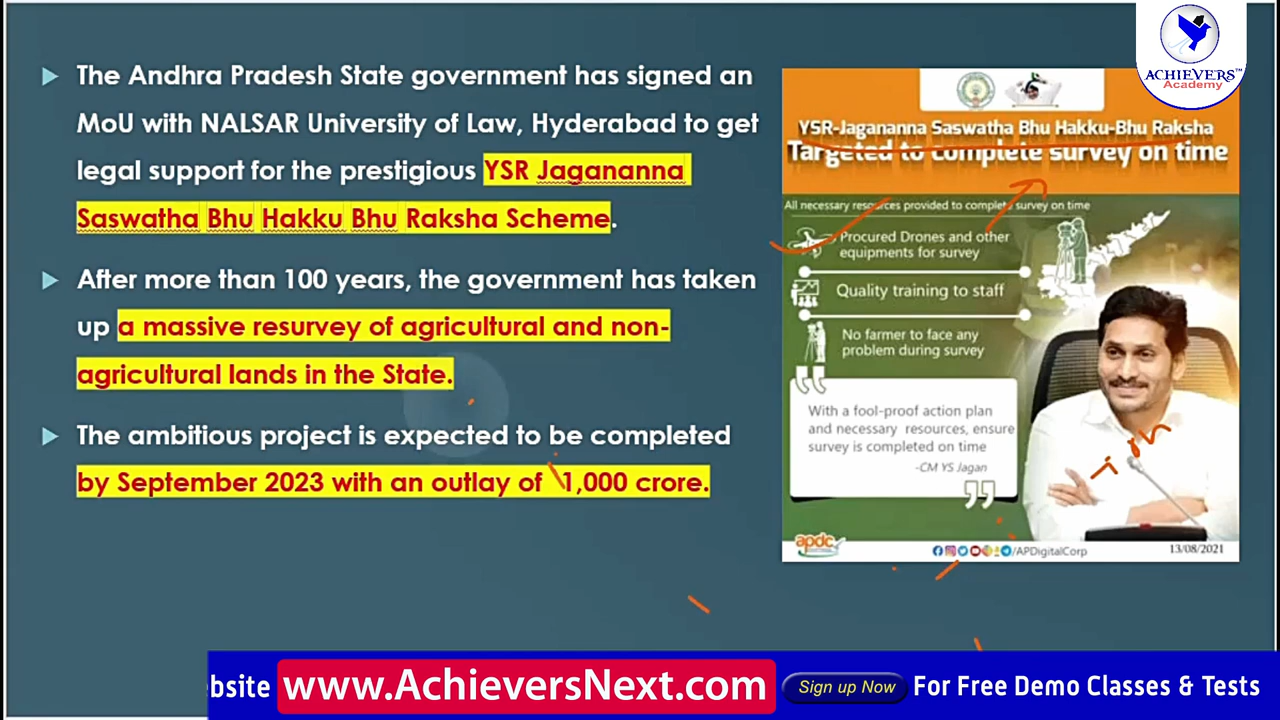 The Andhra Pradesh State government has signed an
MoU with NALSAR University of Law, Hyderabad to get
legal support for the prestigious YSR Jagananna
Saswatha Bhu Hakku Bhu Raksha Scheme.
After more than 100 years, the government has taken
up a massive resurvey of agricultural and non-
agricultural lands in the State.
The ambitious project is expected to be completed
by September 2023 with an outlay of 1,000 crore.
ACHIEVERS™
Academy
YSR-Jagananna Saswatha Bhu Hakku-Bhu Raksha
Targeted to complete survey on time
All necessary resources provided to complete survey on time
Procured Drones and other
equipments for survey
Quality training to staff
No farmer to face any
problem during survey
With a fool-proof action plan
and necessary resources, ensure
survey is completed on time
-CM YS Jagan
apdc
/APDigitalCorp
13/08/2021
bsite www.AchieversNext.com Sign up Now For Free Demo Classes & Tests